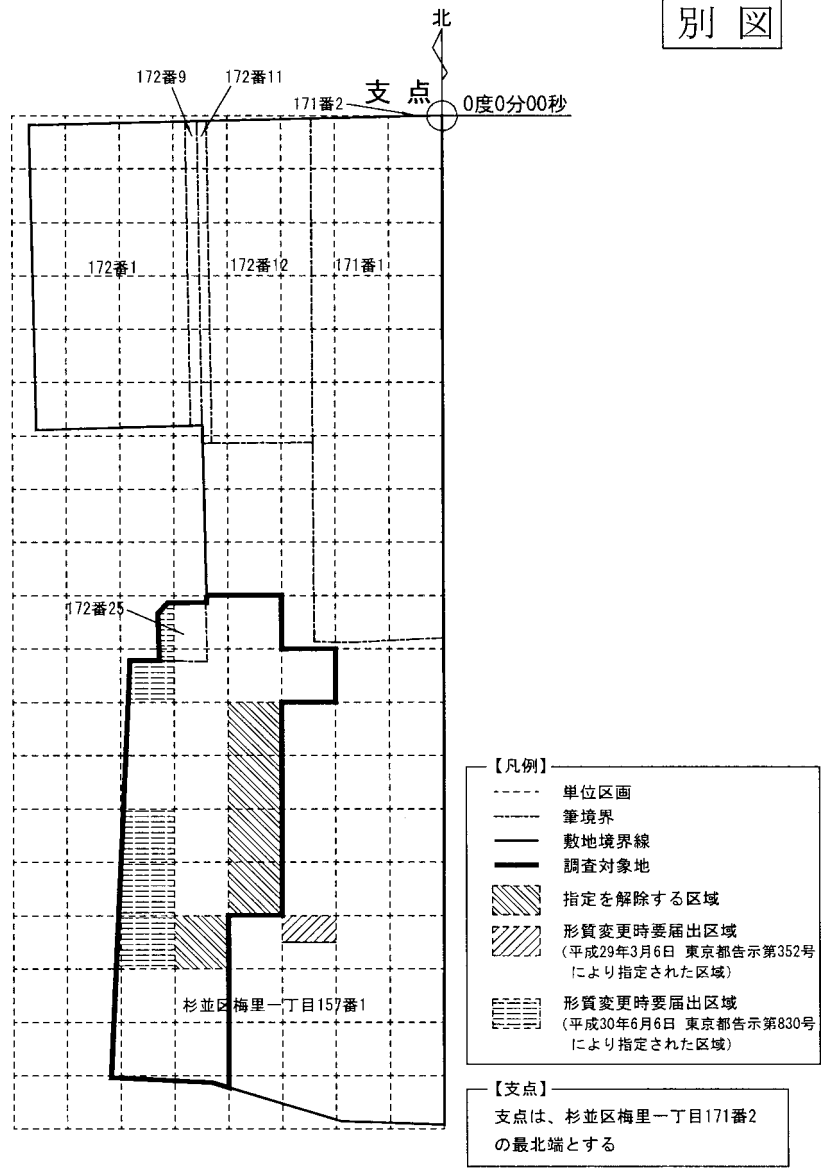 別図
北
172番9
172番11
171番2
支点
0度0分00秒
172番1
172番12
171番1
172番25
杉並区梅里一丁目157番1
【凡例】
単位区画
筆境界
敷地境界線
調査対象地
指定を解除する区域
形質変更時要届出区域
(平成29年3月6日 東京都告示第352号
により指定された区域)
形質変更時要届出区域
(平成30年6月6日 東京都告示第830号
により指定された区域)
【支点】
支点は、杉並区梅里一丁目171番2
の最北端とする